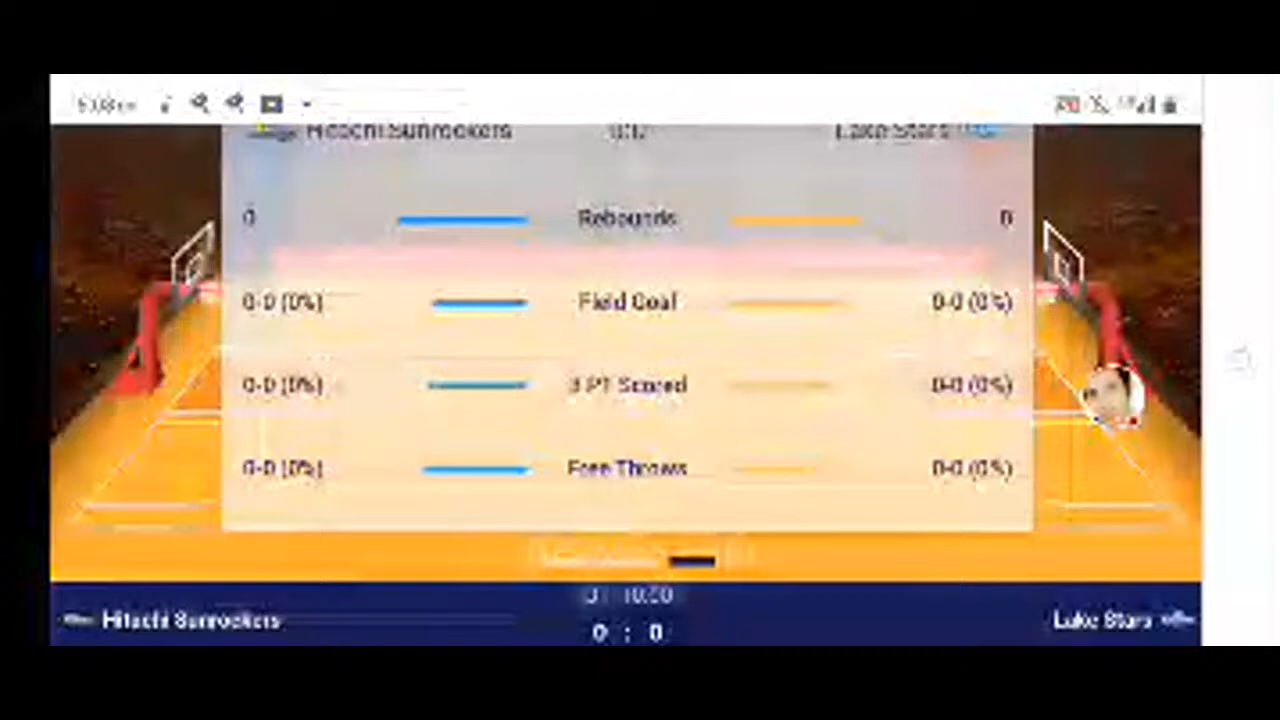 Hitachi Sunrockers 0:0 Lake Stars
0 Rebounds 0
0-0 (0%) Field Goal 0-0 (0%)
0-0 (0%) 3 PT Scored 0-0 (0%)
0-0 (0%) Free Throws 0-0 (0%)
10:00
Hitachi Sunrockers 0 : 0 Lake Stars